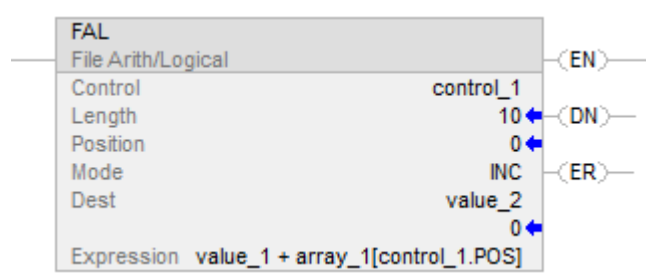 FAL
File Arith/Logical
EN
Control control_1
Length 10
DN
Position 0
Mode INC
ER
Dest value_2
0
Expression value_1 + array_1[control_1.POS]